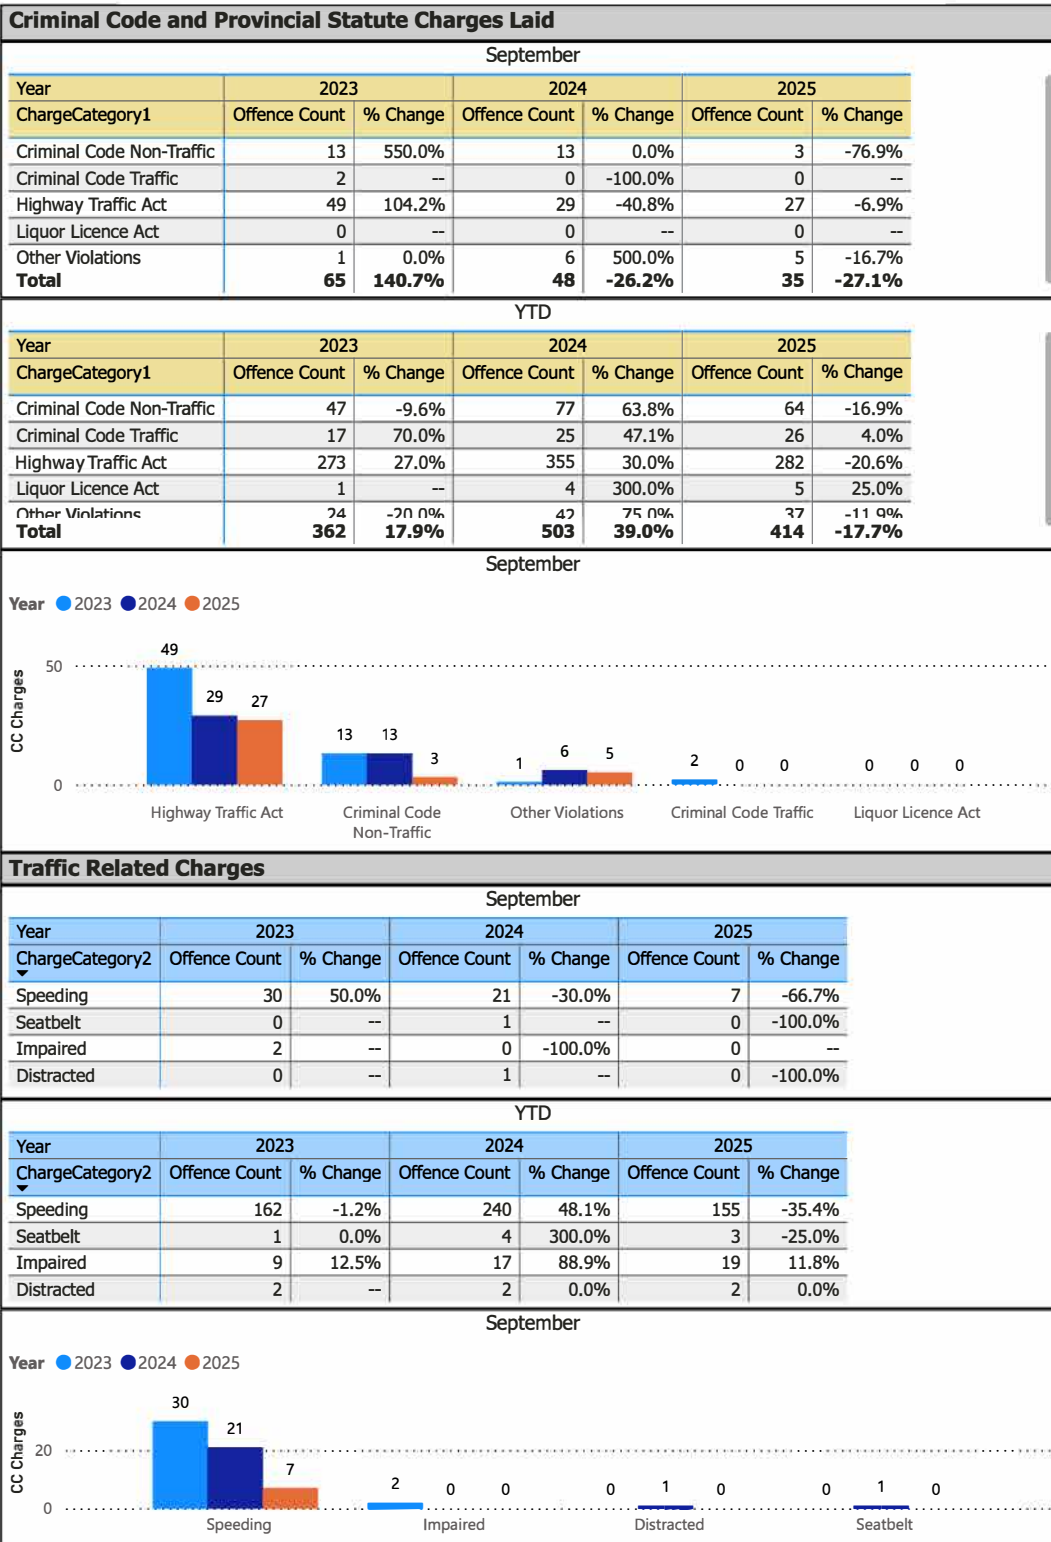 Criminal Code and Provincial Statute Charges Laid
September
Year 2023 2024 2025
ChargeCategory1 Offence Count % Change Offence Count % Change Offence Count % Change
Criminal Code Non-Traffic 13 550.0% 13 0.0% 3 -76.9%
Criminal Code Traffic 2 -- 0 -100.0% 0 --
Highway Traffic Act 49 104.2% 29 -40.8% 27 -6.9%
Liquor Licence Act 0 -- 0 -- 0 --
Other Violations 1 0.0% 6 500.0% 5 -16.7%
Total 65 140.7% 48 -26.2% 35 -27.1%
YTD
Year 2023 2024 2025
ChargeCategory1 Offence Count % Change Offence Count % Change Offence Count % Change
Criminal Code Non-Traffic 47 -9.6% 77 63.8% 64 -16.9%
Criminal Code Traffic 17 70.0% 25 47.1% 26 4.0%
Highway Traffic Act 273 27.0% 355 30.0% 282 -20.6%
Liquor Licence Act 1 -- 4 300.0% 5 25.0%
Other Violations 24 -20.0% 42 75.0% 37 -11.9%
Total 362 17.9% 503 39.0% 414 -17.7%
September
Year 2023 2024 2025
CC Charges
50
0
49 29 27
13 13 3
1 6 5
2 0 0
0 0 0
Highway Traffic Act
Criminal Code
Non-Traffic
Other Violations
Criminal Code Traffic
Liquor Licence Act
Traffic Related Charges
September
Year 2023 2024 2025
ChargeCategory2 Offence Count % Change Offence Count % Change Offence Count % Change
Speeding 30 50.0% 21 -30.0% 7 -66.7%
Seatbelt 0 -- 1 -- 0 -100.0%
Impaired 2 -- 0 -100.0% 0 --
Distracted 0 -- 1 -- 0 -100.0%
YTD
Year 2023 2024 2025
ChargeCategory2 Offence Count % Change Offence Count % Change Offence Count % Change
Speeding 162 -1.2% 240 48.1% 155 -35.4%
Seatbelt 1 0.0% 4 300.0% 3 -25.0%
Impaired 9 12.5% 17 88.9% 19 11.8%
Distracted 2 -- 2 0.0% 2 0.0%
September
Year 2023 2024 2025
CC Charges
20
0
30 21 7
2 0 0
0 1 0
0 1 0
Speeding
Impaired
Distracted
Seatbelt